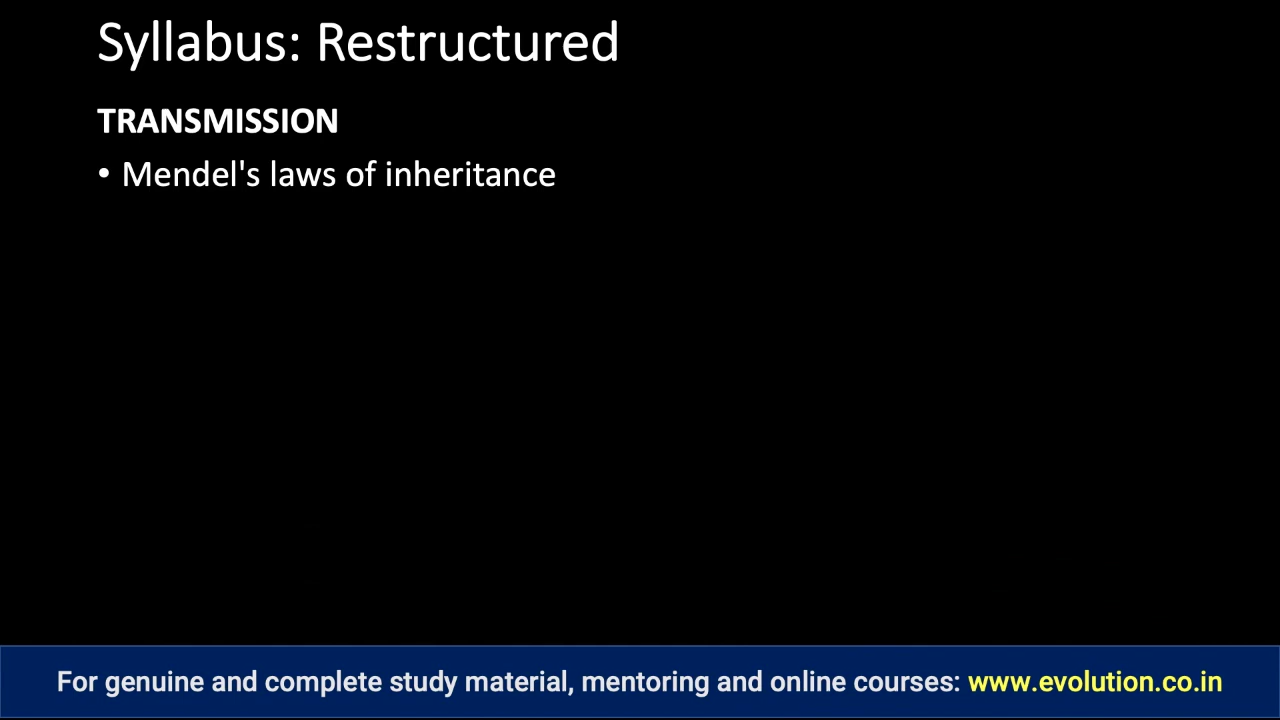 Syllabus: Restructured
TRANSMISSION
• Mendel's laws of inheritance
For genuine and complete study material, mentoring and online courses: www.evolution.co.in